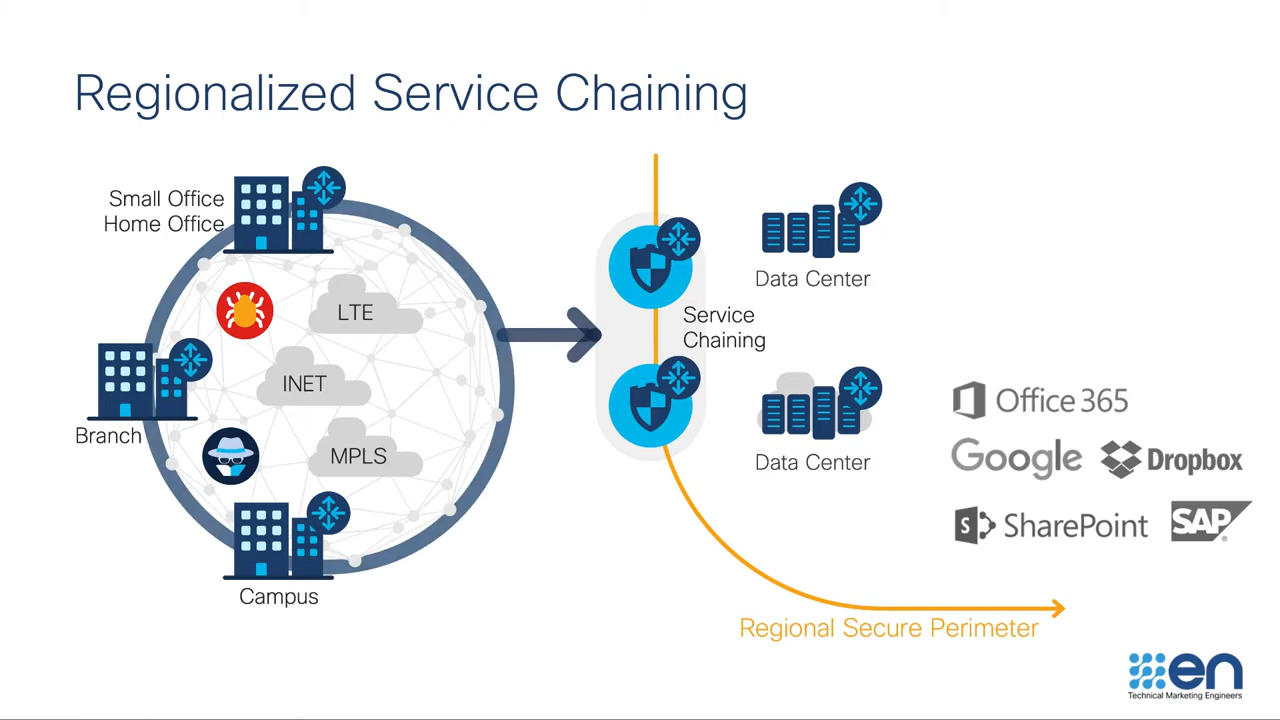 Regionalized Service Chaining
Small Office
Home Office
LTE
INET
MPLS
Branch
Campus
Service
Chaining
Data Center
Data Center
Office 365
Google
Dropbox
S
SharePoint
SAP
Regional Secure Perimeter
en
Technical Marketing Engineers